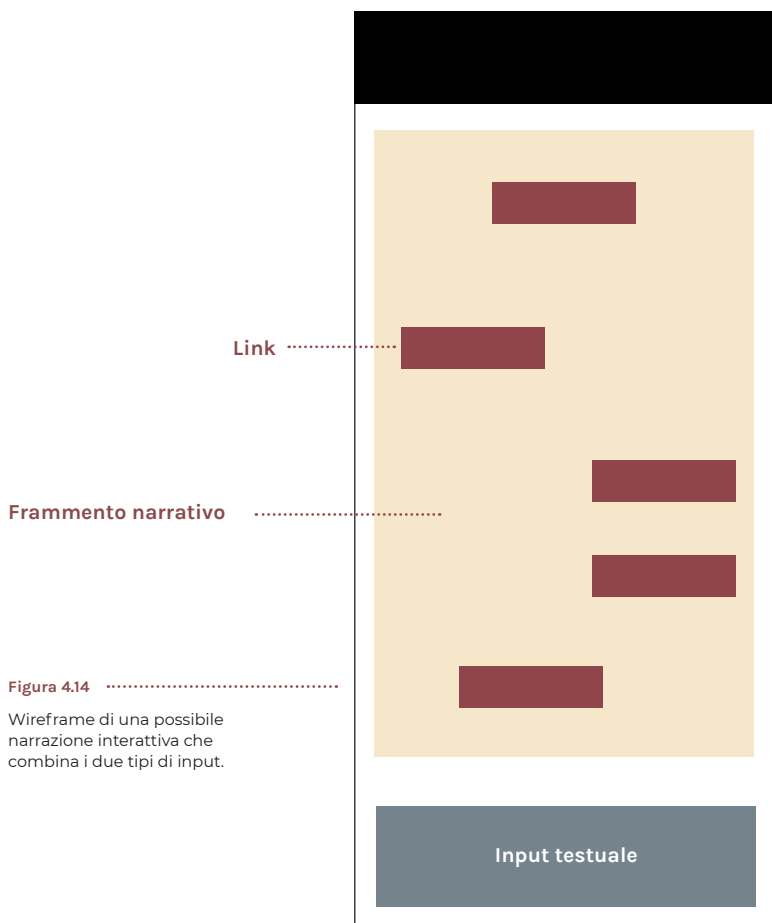 Link
Frammento narrativo
Figura 4.14
Wireframe di una possibile
narrazione interattiva che
combina i due tipi di input.
Input testuale